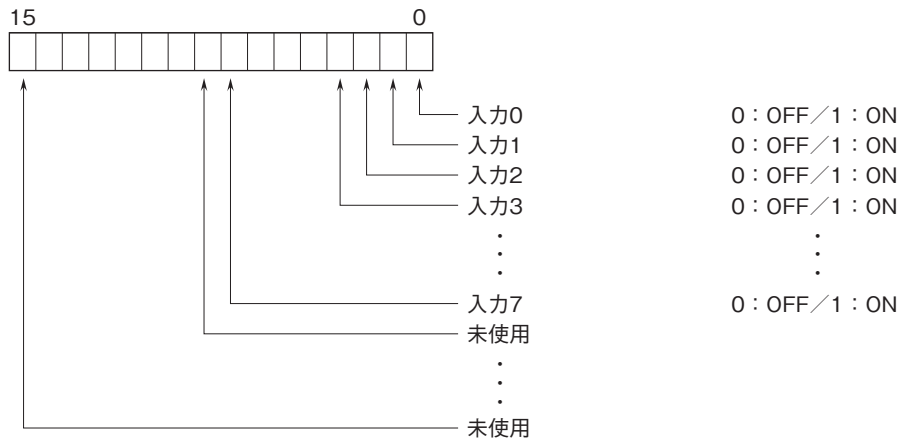 15 0
入力0 0：OFF／1：ON
入力1 0：OFF／1：ON
入力2 0：OFF／1：ON
入力3 0：OFF／1：ON
・ ・
・ ・
・ ・
入力7 0：OFF／1：ON
未使用
・
・
・
未使用